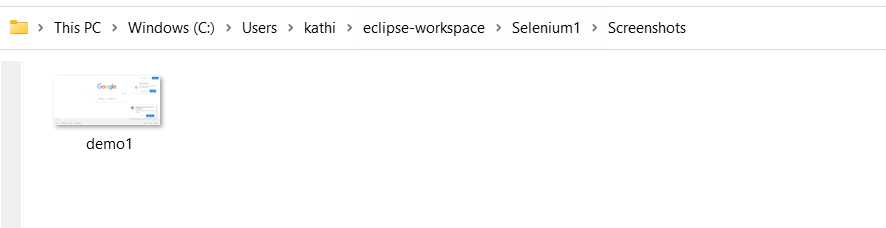 This PC > Windows (C:) > Users > kathi > eclipse-workspace > Selenium1 > Screenshots
Google
demo1